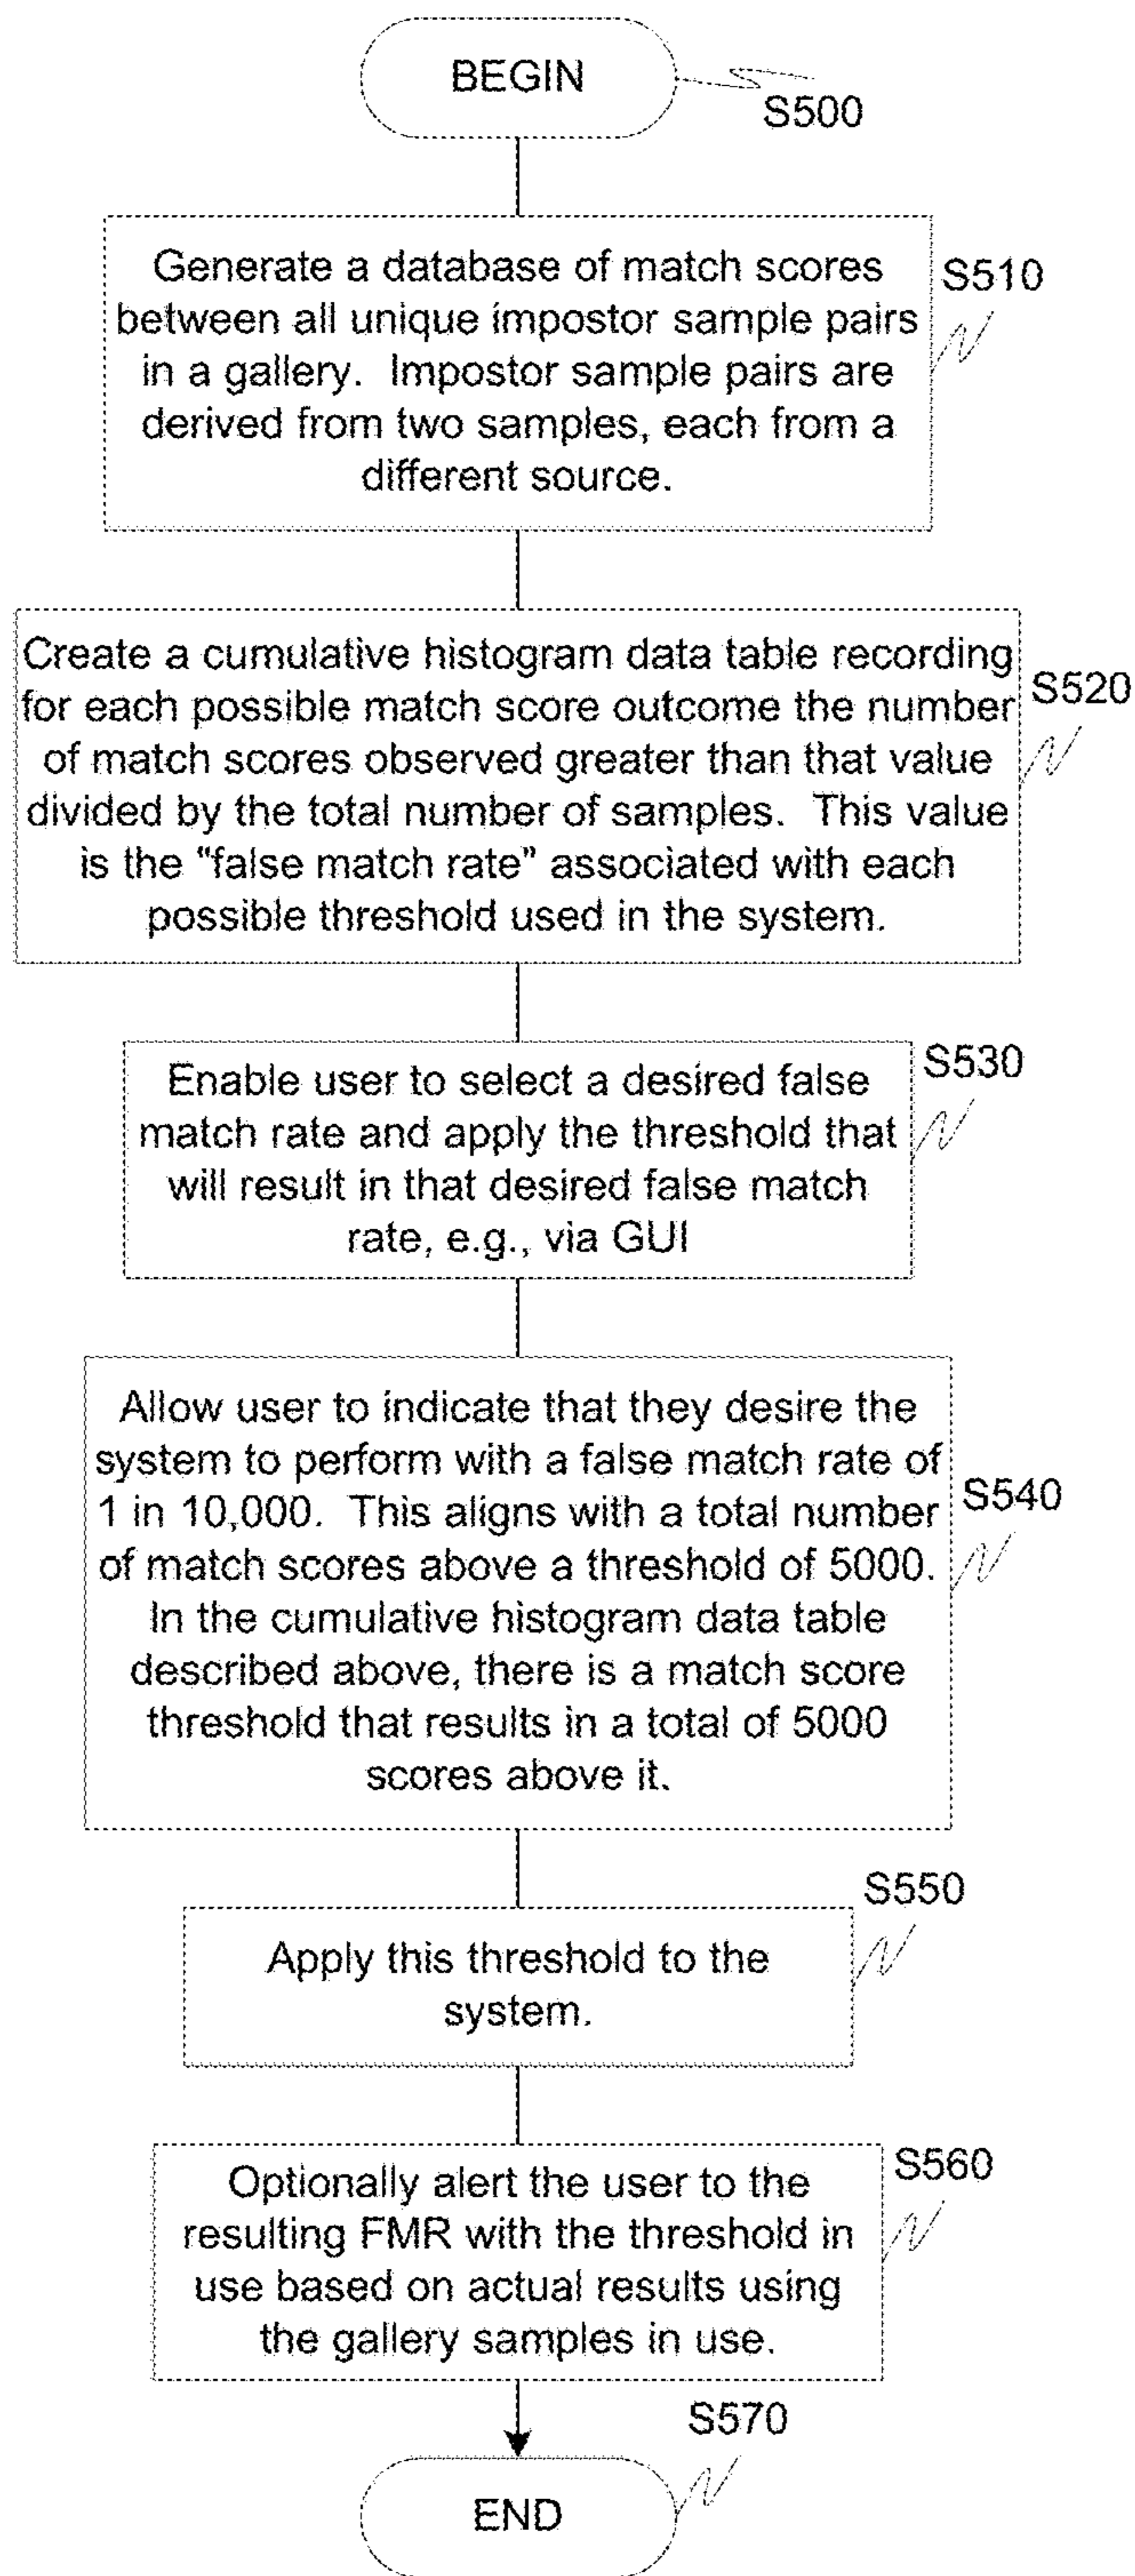 BEGIN
S500
Generate a database of match scores
between all unique impostor sample pairs
in a gallery. Impostor sample pairs are
derived from two samples, each from a
different source.
S510
Create a cumulative histogram data table recording
for each possible match score outcome the number
of match scores observed greater than that value
divided by the total number of samples. This value
is the "false match rate" associated with each
possible threshold used in the system.
S520
Enable user to select a desired false
match rate and apply the threshold that
will result in that desired false match
rate, e.g., via GUI
S530
Allow user to indicate that they desire the
system to perform with a false match rate of
1 in 10,000. This aligns with a total number
of match scores above a threshold of 5000.
In the cumulative histogram data table
described above, there is a match score
threshold that results in a total of 5000
scores above it.
S540
Apply this threshold to the
system.
S550
Optionally alert the user to the
resulting FMR with the threshold in
use based on actual results using
the gallery samples in use.
S560
END
S570